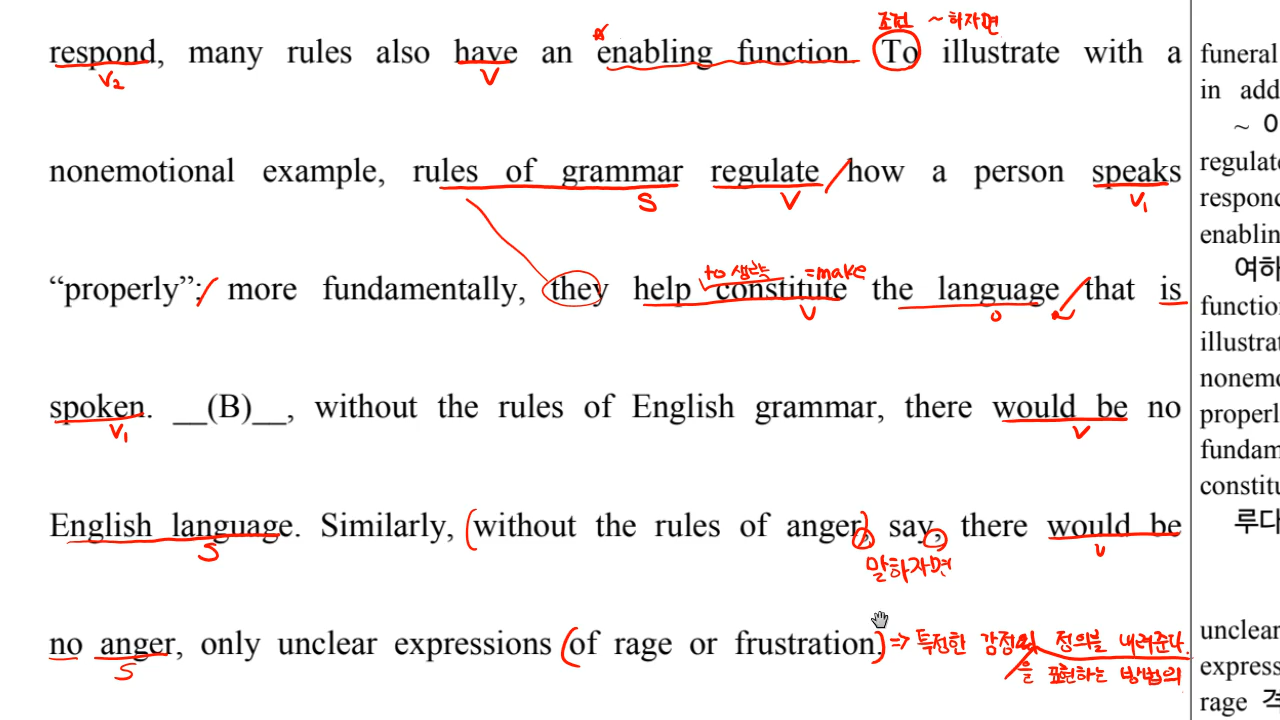 조건 ~하자면
respond, many rules also have an enabling function. To illustrate with a
V₂ V
nonemotional example, rules of grammar regulate how a person speaks
S V V₁
to 생략 =make
“properly”; more fundamentally, they help constitute the language that is
V o
spoken. __(B)__, without the rules of English grammar, there would be no
V₁ V
English language. Similarly, (without the rules of anger), say, there would be
S 말하자면 v
no anger, only unclear expressions (of rage or frustration.) => 특정한 감정의 정의를 내려준다.
S 을 표현하는 방법의
funeral
in add
~ 이
regulate
respond
enablin
여하
function
illustrat
nonemo
properl
fundam
constitu
루다
unclear
express
rage 격